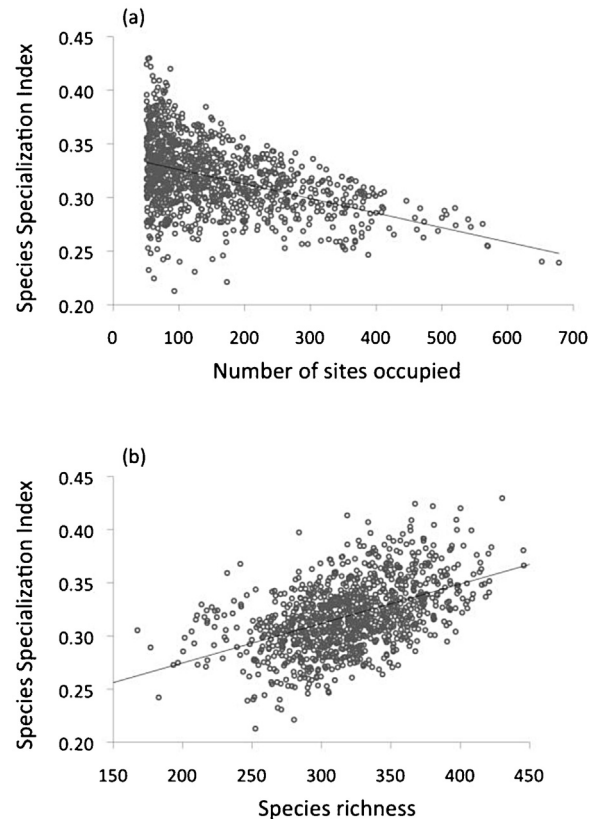 (a)
0.45
0.40
0.35
0.30
0.25
0.20
Species Specialization Index
0 100 200 300 400 500 600 700
Number of sites occupied
(b)
0.45
0.40
0.35
0.30
0.25
0.20
Species Specialization Index
150 200 250 300 350 400 450
Species richness